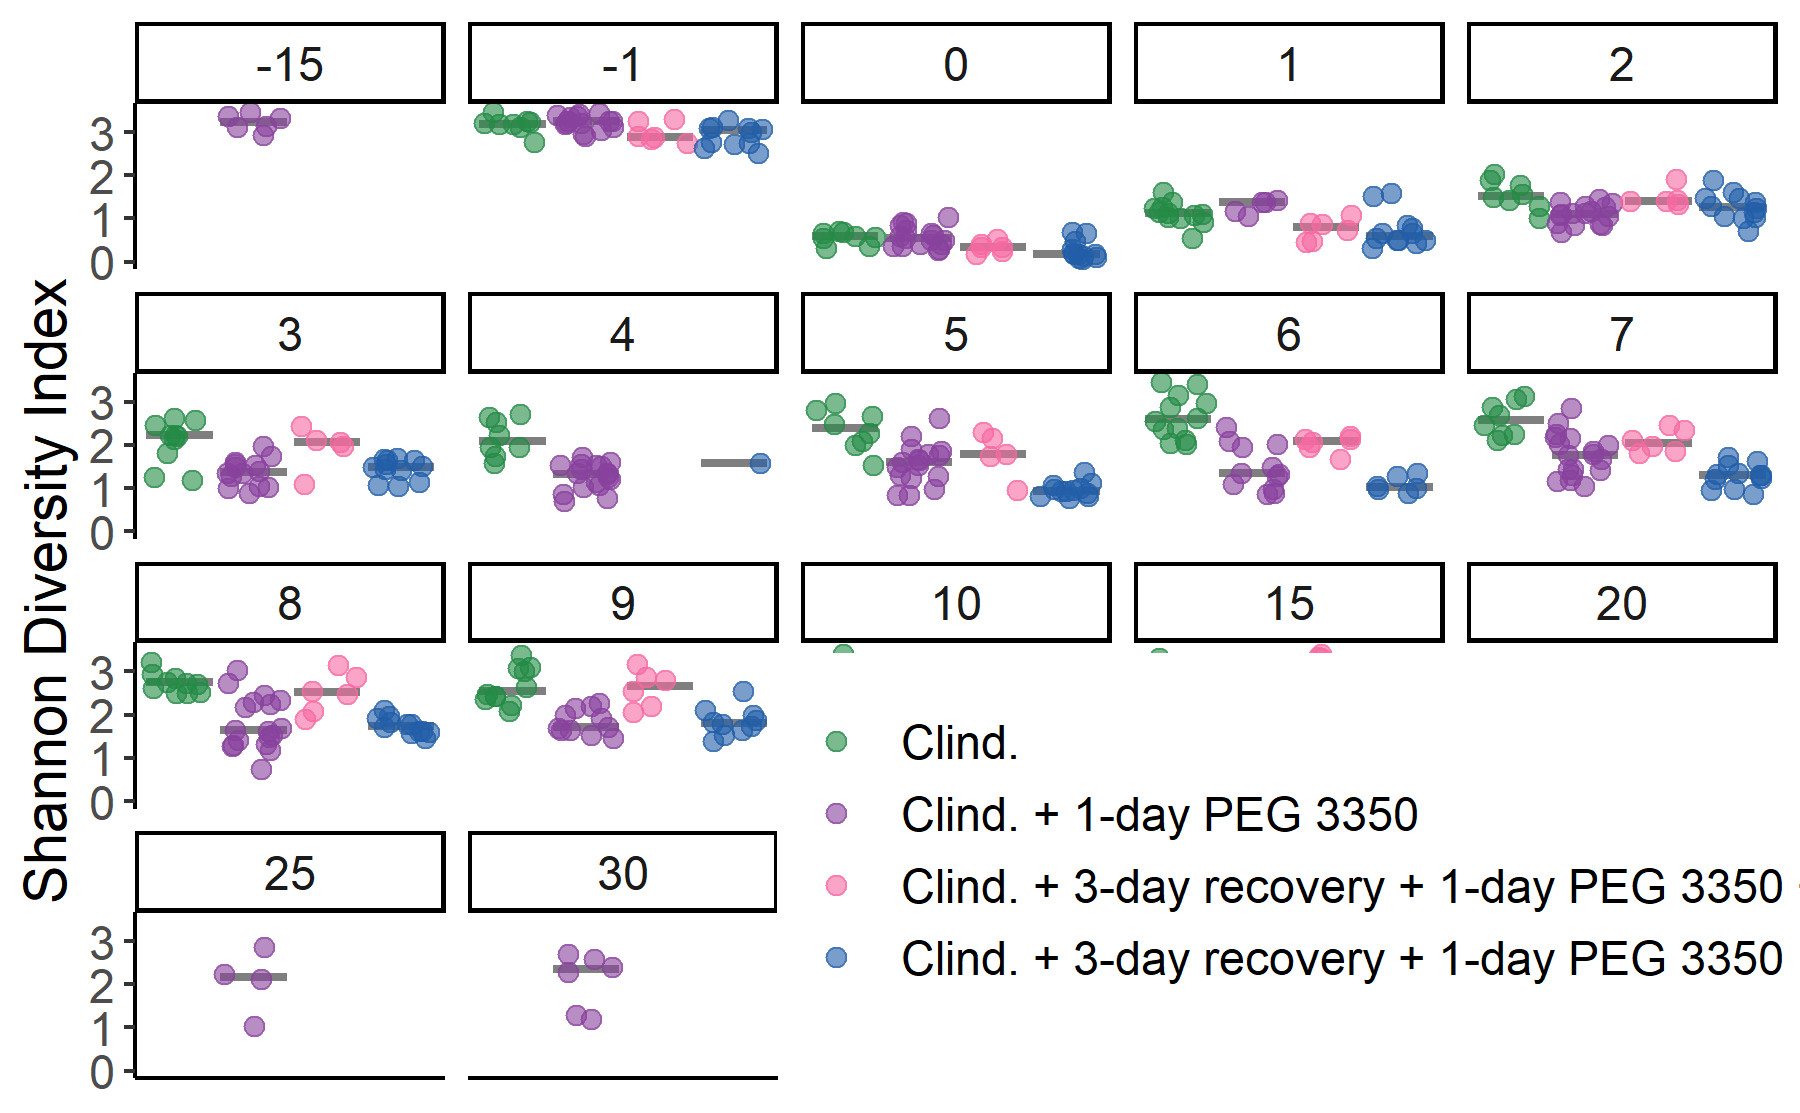 -15 -1 0 1 2
3
2
1
0
3 4 5 6 7
3
2
1
0
8 9 10 15 20
3
2
1
0
25 30
3
2
1
0
Shannon Diversity Index
Clind.
Clind. + 1-day PEG 3350
Clind. + 3-day recovery + 1-day PEG 3350
Clind. + 3-day recovery + 1-day PEG 3350